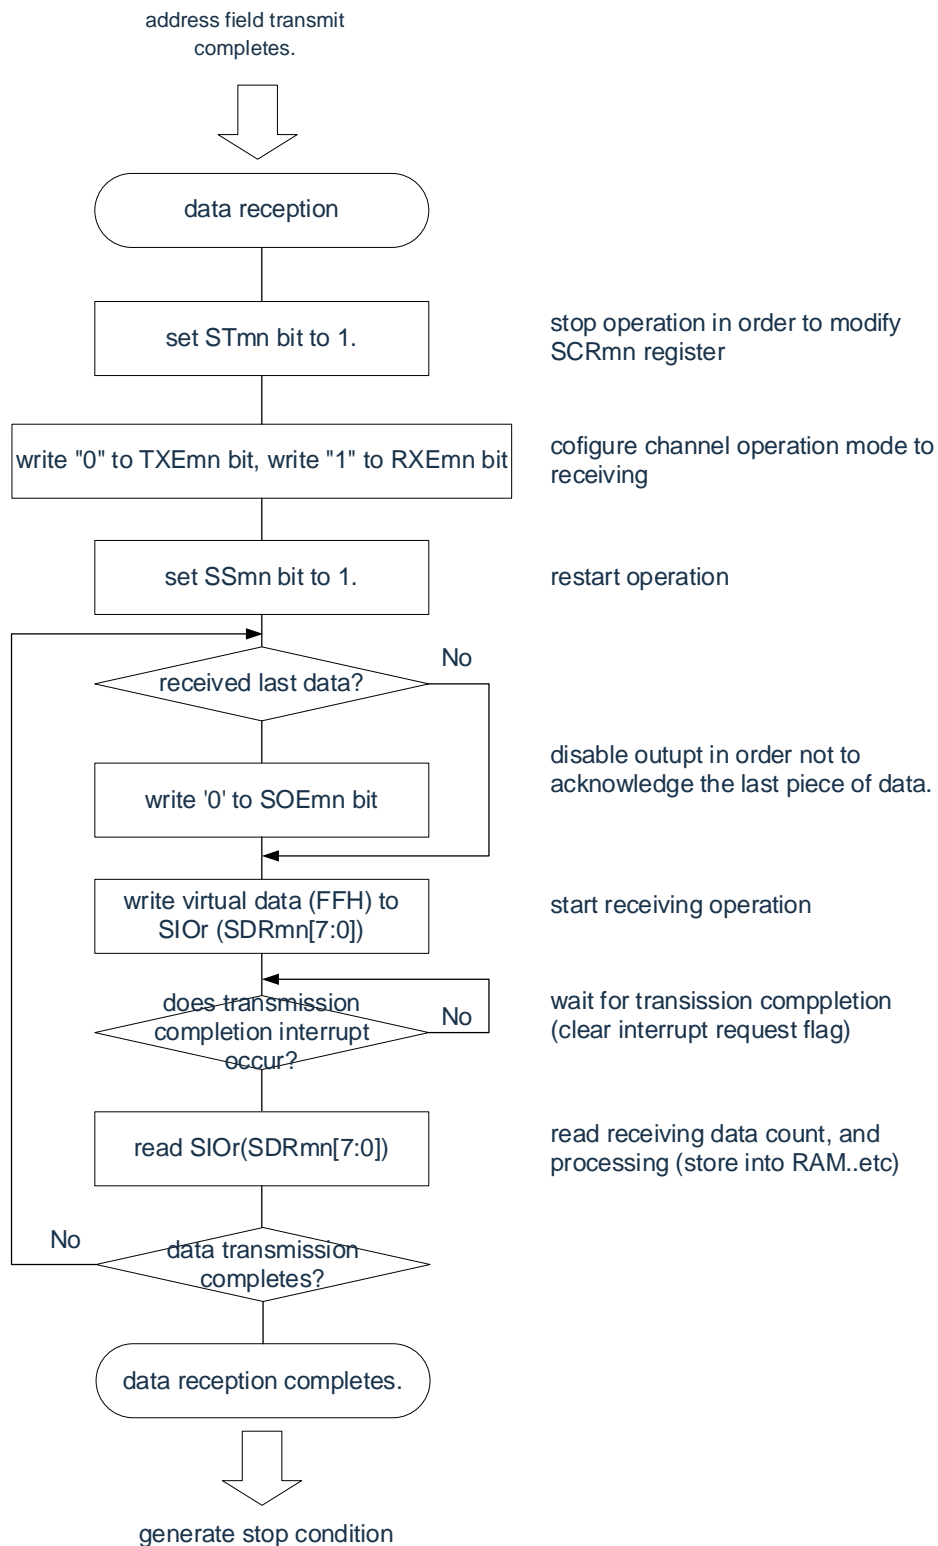 address field transmit
completes.
data reception
set STmn bit to 1.
stop operation in order to modify
SCRmn register
write "0" to TXEmn bit, write "1" to RXEmn bit
cofigure channel operation mode to
receiving
set SSmn bit to 1.
restart operation
No
received last data?
disable outupt in order not to
acknowledge the last piece of data.
write '0' to SOEmn bit
write virtual data (FFH) to
SIOr (SDRmn[7:0])
start receiving operation
does transmission
completion interrupt
occur?
No
wait for transission comppletion
(clear interrupt request flag)
read SIOr(SDRmn[7:0])
read receiving data count, and
processing (store into RAM..etc)
No
data transmission
completes?
data reception completes.
generate stop condition